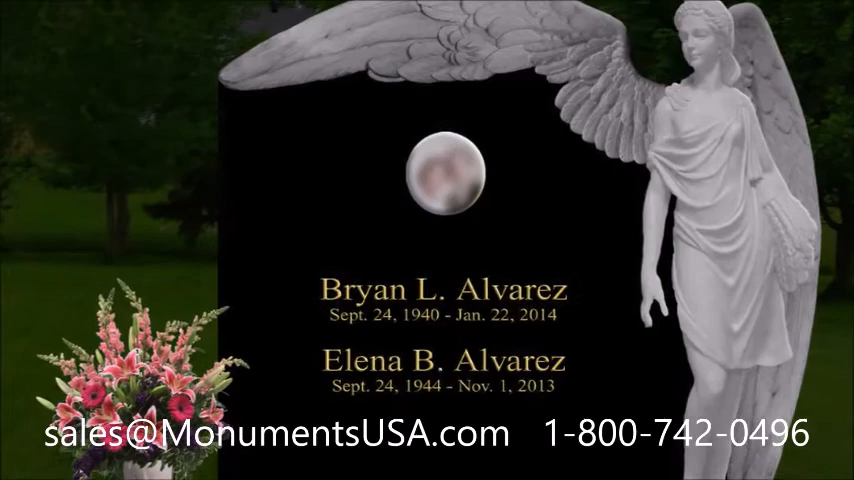 Bryan L. Alvarez
Sept. 24, 1940 - Jan. 22, 2014
Elena B. Alvarez
Sept. 24, 1944 - Nov. 1, 2013
sales@MonumentsUSA.com 1-800-742-0496